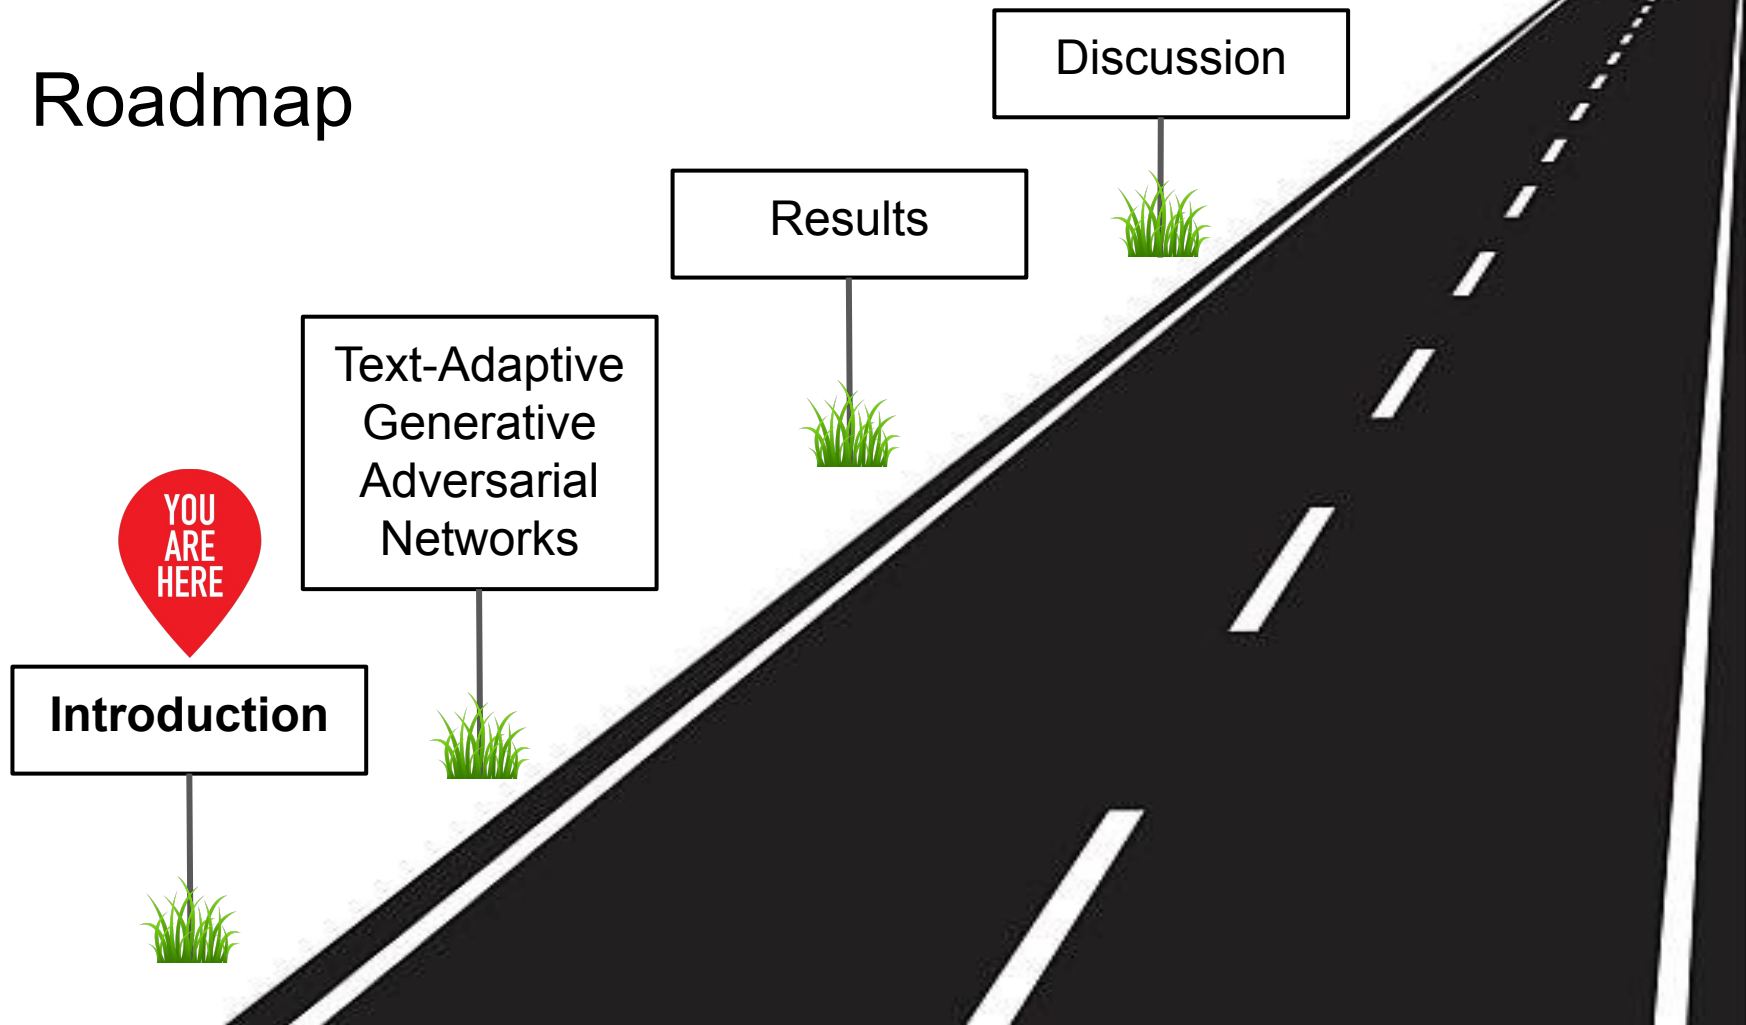 Roadmap
Discussion
Results
Text-Adaptive
Generative
Adversarial
Networks
YOU
ARE
HERE
Introduction